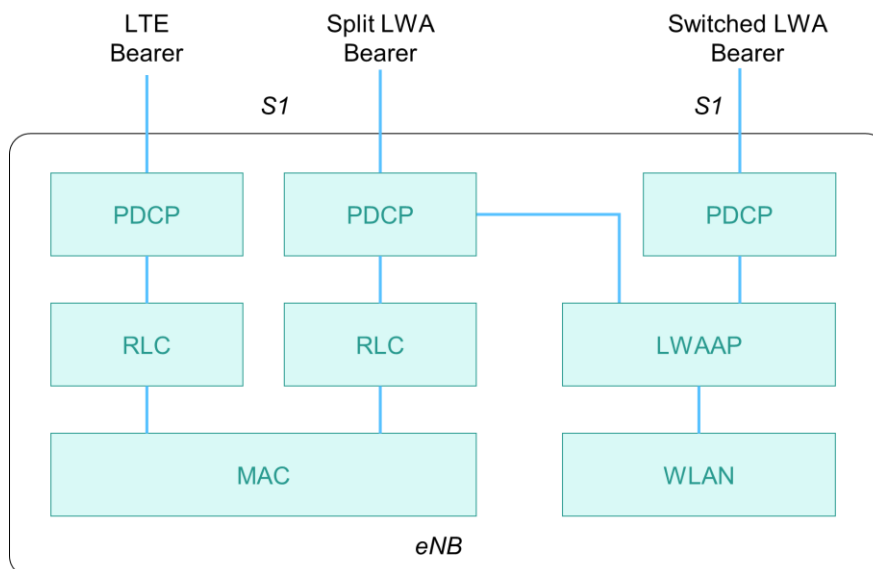 LTE
Bearer
Split LWA
Bearer
Switched LWA
Bearer
S1
S1
PDCP
PDCP
PDCP
RLC
RLC
LWAAP
MAC
WLAN
eNB